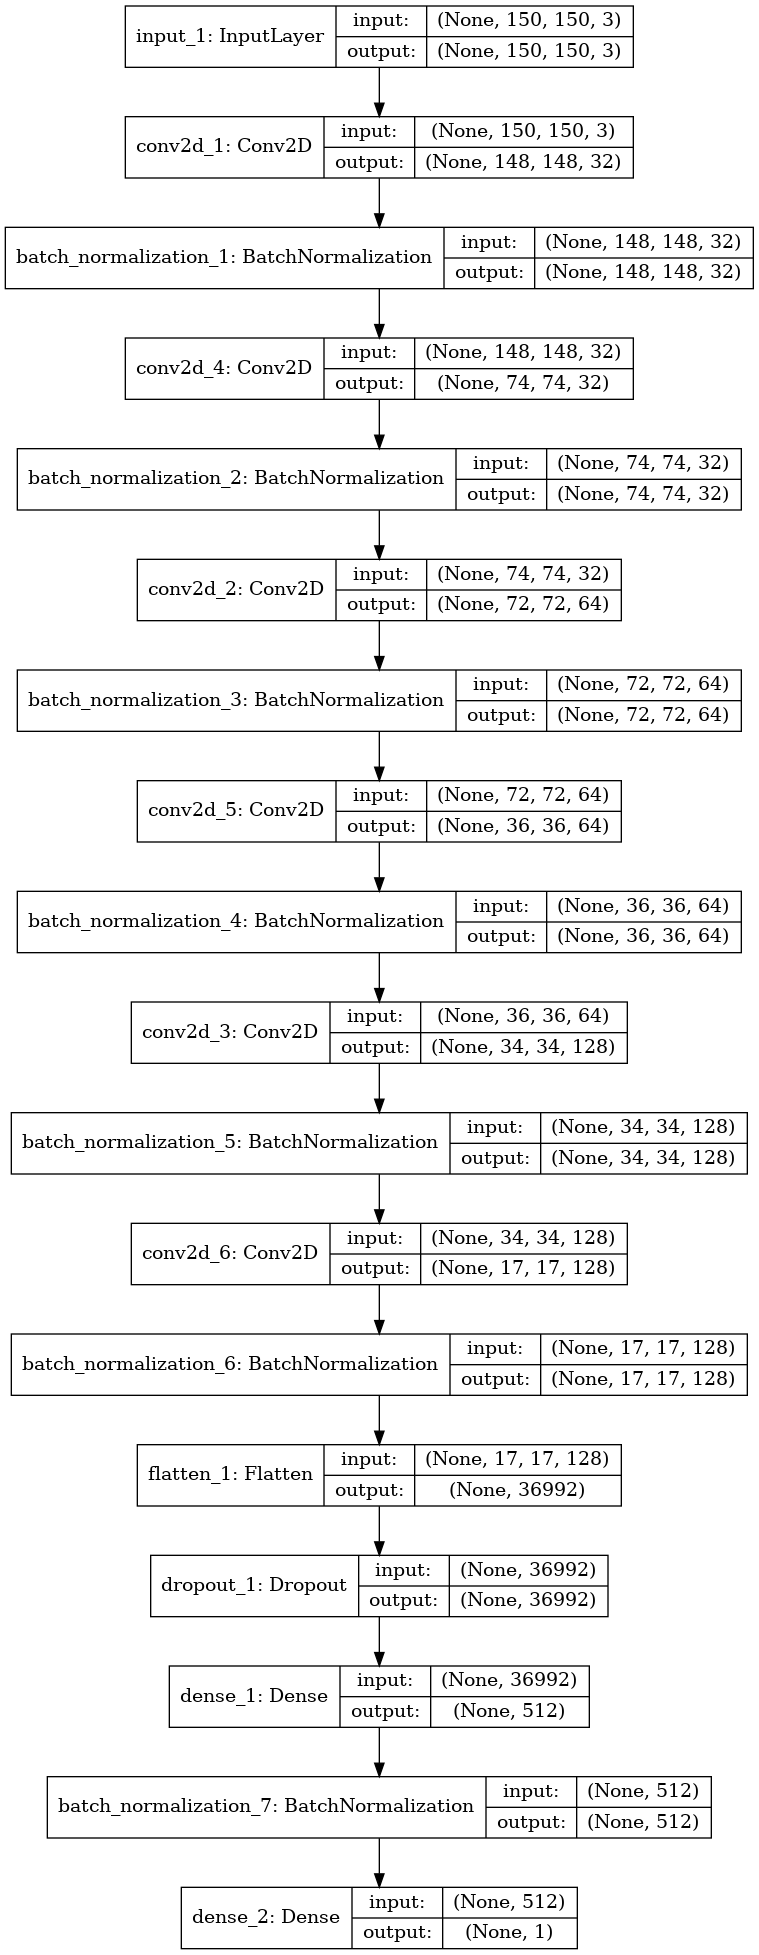 input_1: InputLayer input: (None, 150, 150, 3)
output: (None, 150, 150, 3)
conv2d_1: Conv2D input: (None, 150, 150, 3)
output: (None, 148, 148, 32)
batch_normalization_1: BatchNormalization input: (None, 148, 148, 32)
output: (None, 148, 148, 32)
conv2d_4: Conv2D input: (None, 148, 148, 32)
output: (None, 74, 74, 32)
batch_normalization_2: BatchNormalization input: (None, 74, 74, 32)
output: (None, 74, 74, 32)
conv2d_2: Conv2D input: (None, 74, 74, 32)
output: (None, 72, 72, 64)
batch_normalization_3: BatchNormalization input: (None, 72, 72, 64)
output: (None, 72, 72, 64)
conv2d_5: Conv2D input: (None, 72, 72, 64)
output: (None, 36, 36, 64)
batch_normalization_4: BatchNormalization input: (None, 36, 36, 64)
output: (None, 36, 36, 64)
conv2d_3: Conv2D input: (None, 36, 36, 64)
output: (None, 34, 34, 128)
batch_normalization_5: BatchNormalization input: (None, 34, 34, 128)
output: (None, 34, 34, 128)
conv2d_6: Conv2D input: (None, 34, 34, 128)
output: (None, 17, 17, 128)
batch_normalization_6: BatchNormalization input: (None, 17, 17, 128)
output: (None, 17, 17, 128)
flatten_1: Flatten input: (None, 17, 17, 128)
output: (None, 36992)
dropout_1: Dropout input: (None, 36992)
output: (None, 36992)
dense_1: Dense input: (None, 36992)
output: (None, 512)
batch_normalization_7: BatchNormalization input: (None, 512)
output: (None, 512)
dense_2: Dense input: (None, 512)
output: (None, 1)